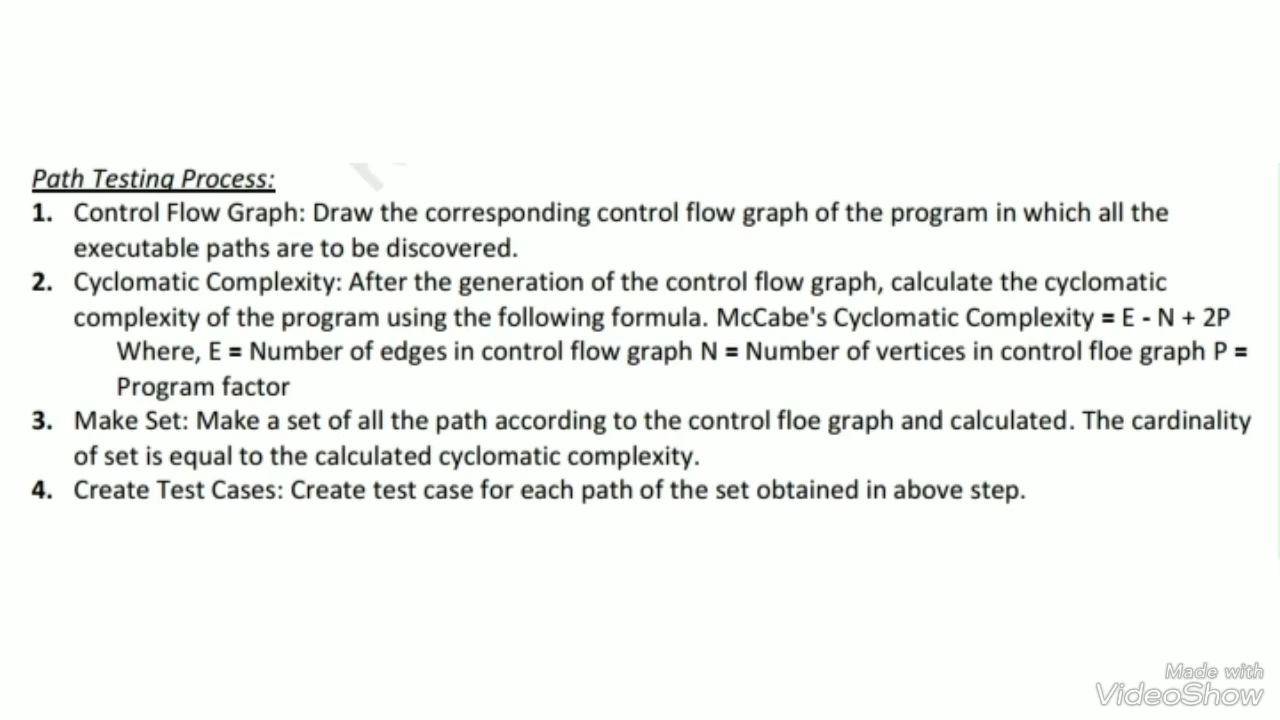 Path Testing Process:
1. Control Flow Graph: Draw the corresponding control flow graph of the program in which all the
executable paths are to be discovered.
2. Cyclomatic Complexity: After the generation of the control flow graph, calculate the cyclomatic
complexity of the program using the following formula. McCabe's Cyclomatic Complexity = E - N + 2P
Where, E = Number of edges in control flow graph N = Number of vertices in control floe graph P =
Program factor
3. Make Set: Make a set of all the path according to the control floe graph and calculated. The cardinality
of set is equal to the calculated cyclomatic complexity.
4. Create Test Cases: Create test case for each path of the set obtained in above step.
Made with
VideoShow